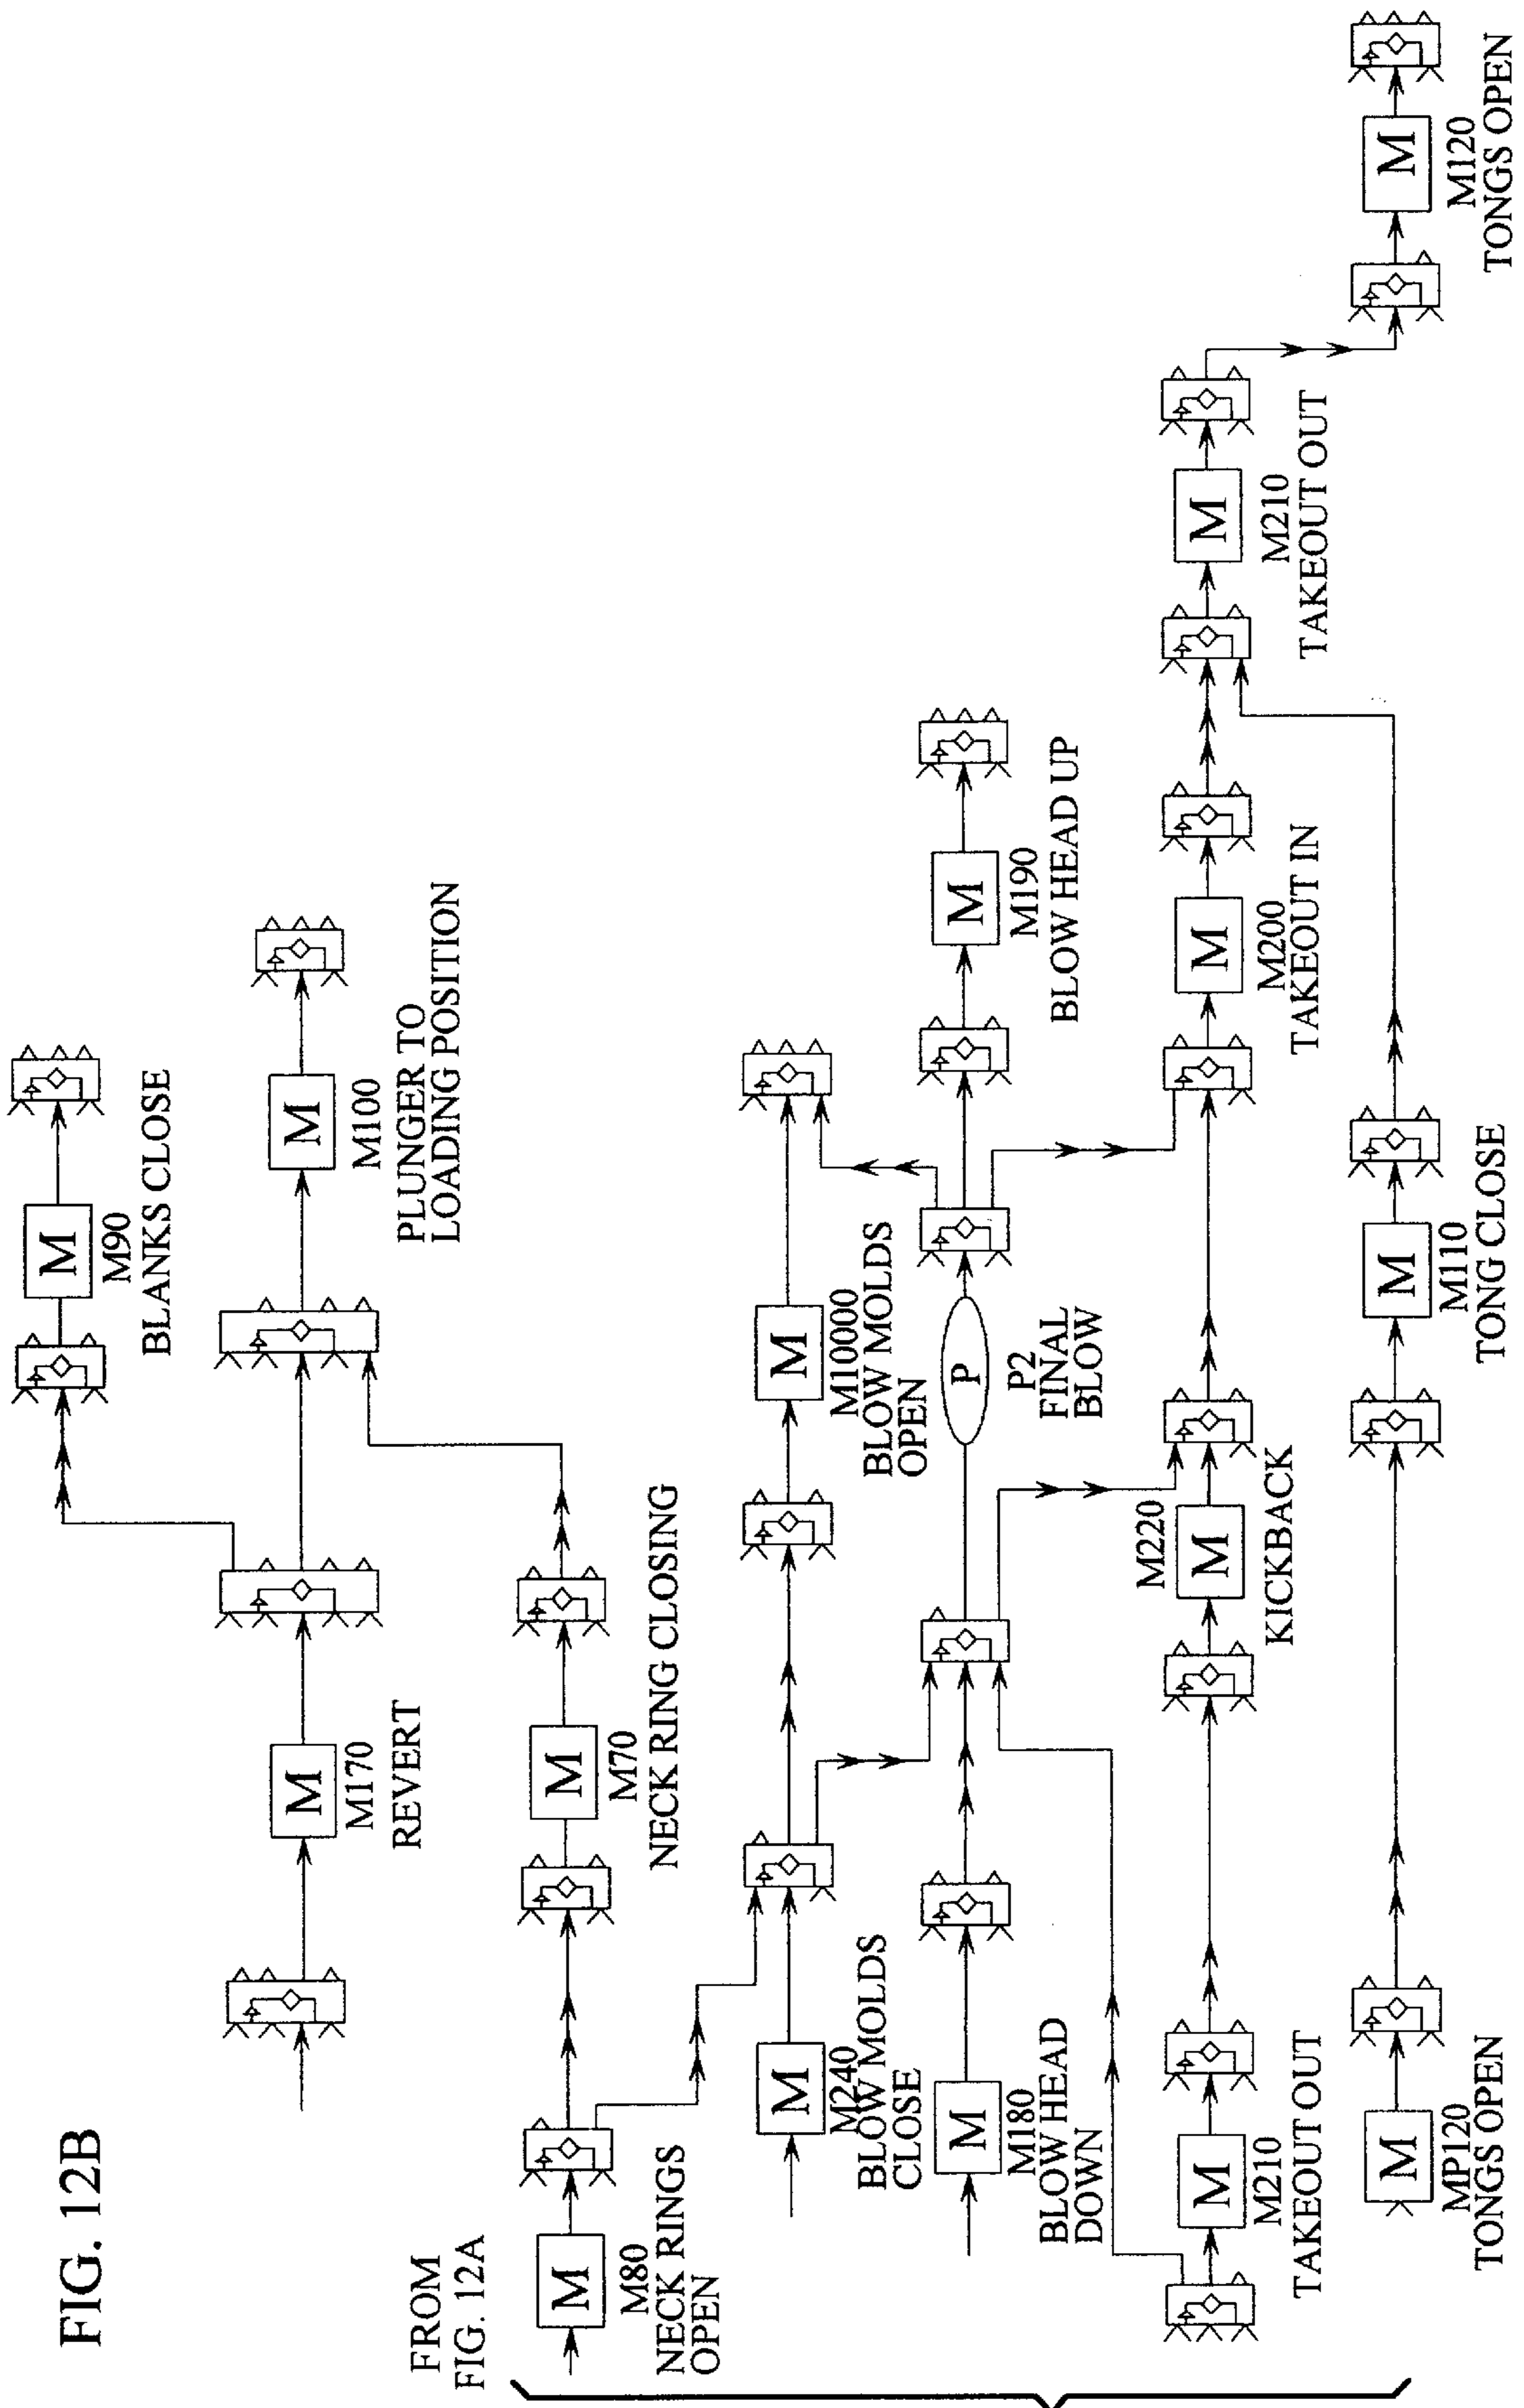 FIG. 12B
FROM
FIG. 12A
M
M90
BLANKS CLOSE
M
M170
REVERT
M
M100
PLUNGER TO
LOADING POSITION
M
M80
NECK RINGS
OPEN
M
M70
NECK RING CLOSING
M
M240
BLOW MOLDS
CLOSE
M
M10000
BLOW MOLDS
OPEN
M
M180
BLOW HEAD
DOWN
P
P2
FINAL
BLOW
M
M190
BLOW HEAD UP
M
M210
TAKEOUT OUT
M220
M
KICKBACK
M
M200
TAKEOUT IN
M
M210
TAKEOUT OUT
M
MP120
TONGS OPEN
M
M110
TONG CLOSE
M
M120
TONGS OPEN